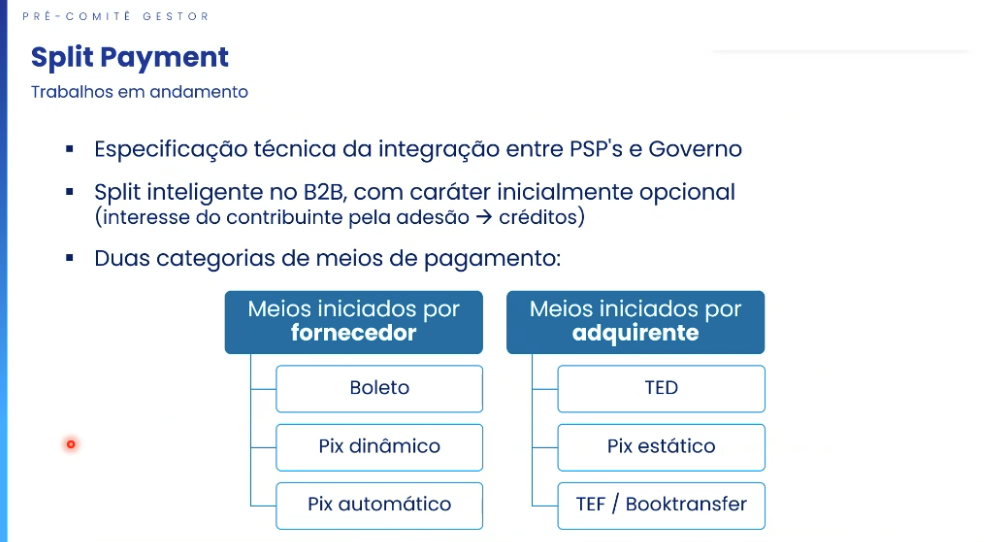 PRÉ-COMITÊ GESTOR
Split Payment
Trabalhos em andamento
▪ Especificação técnica da integração entre PSP's e Governo
▪ Split inteligente no B2B, com caráter inicialmente opcional
(interesse do contribuinte pela adesão → créditos)
▪ Duas categorias de meios de pagamento:
Meios iniciados por
fornecedor
Boleto
Pix dinâmico
Pix automático
Meios iniciados por
adquirente
TED
Pix estático
TEF / Booktransfer